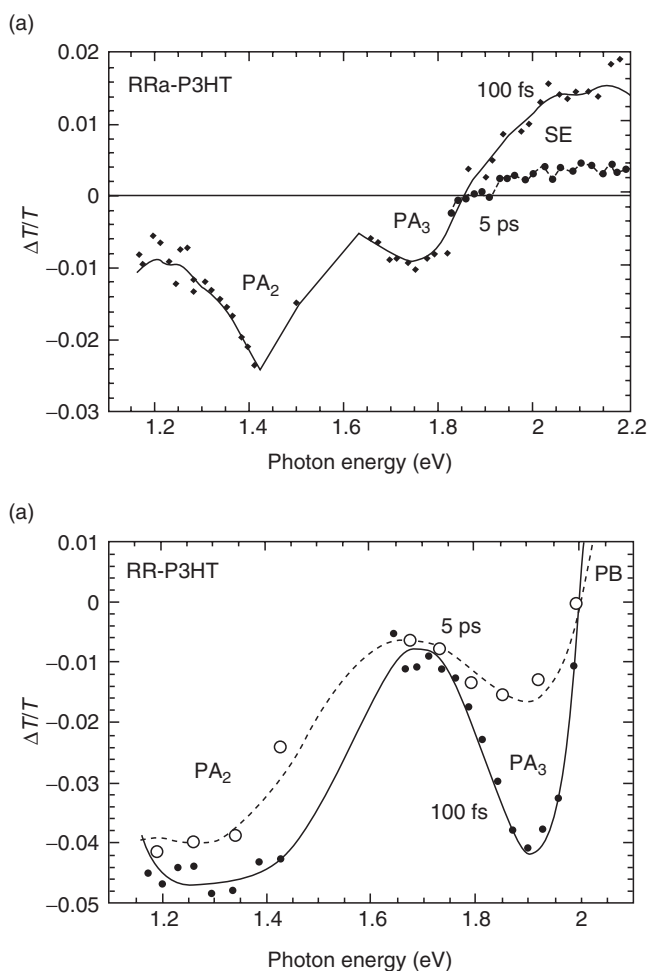 (a)
0.02
RRa-P3HT
100 fs
0.01
SE
0
PA3
5 ps
ΔT/T
−0.01
PA2
−0.02
−0.03
1.2 1.4 1.6 1.8 2 2.2
Photon energy (eV)
(a)
0.01
RR-P3HT
PB
0
5 ps
−0.01
ΔT/T
−0.02
PA2
PA3
−0.03
100 fs
−0.04
−0.05
1.2 1.4 1.6 1.8 2
Photon energy (eV)